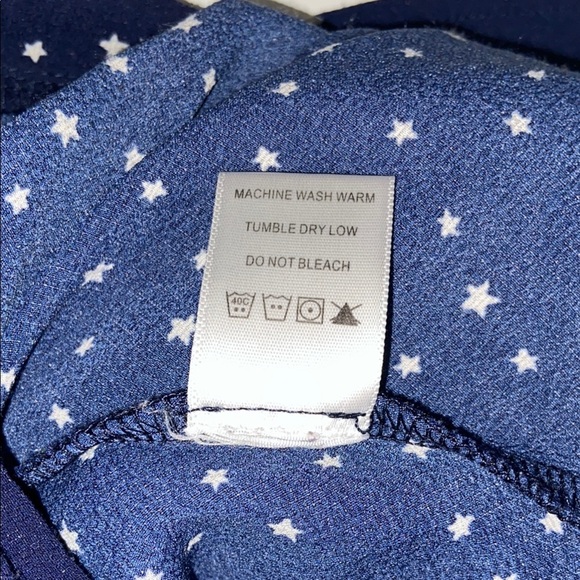 MACHINE WASH WARM
TUMBLE DRY LOW
DO NOT BLEACH
40C